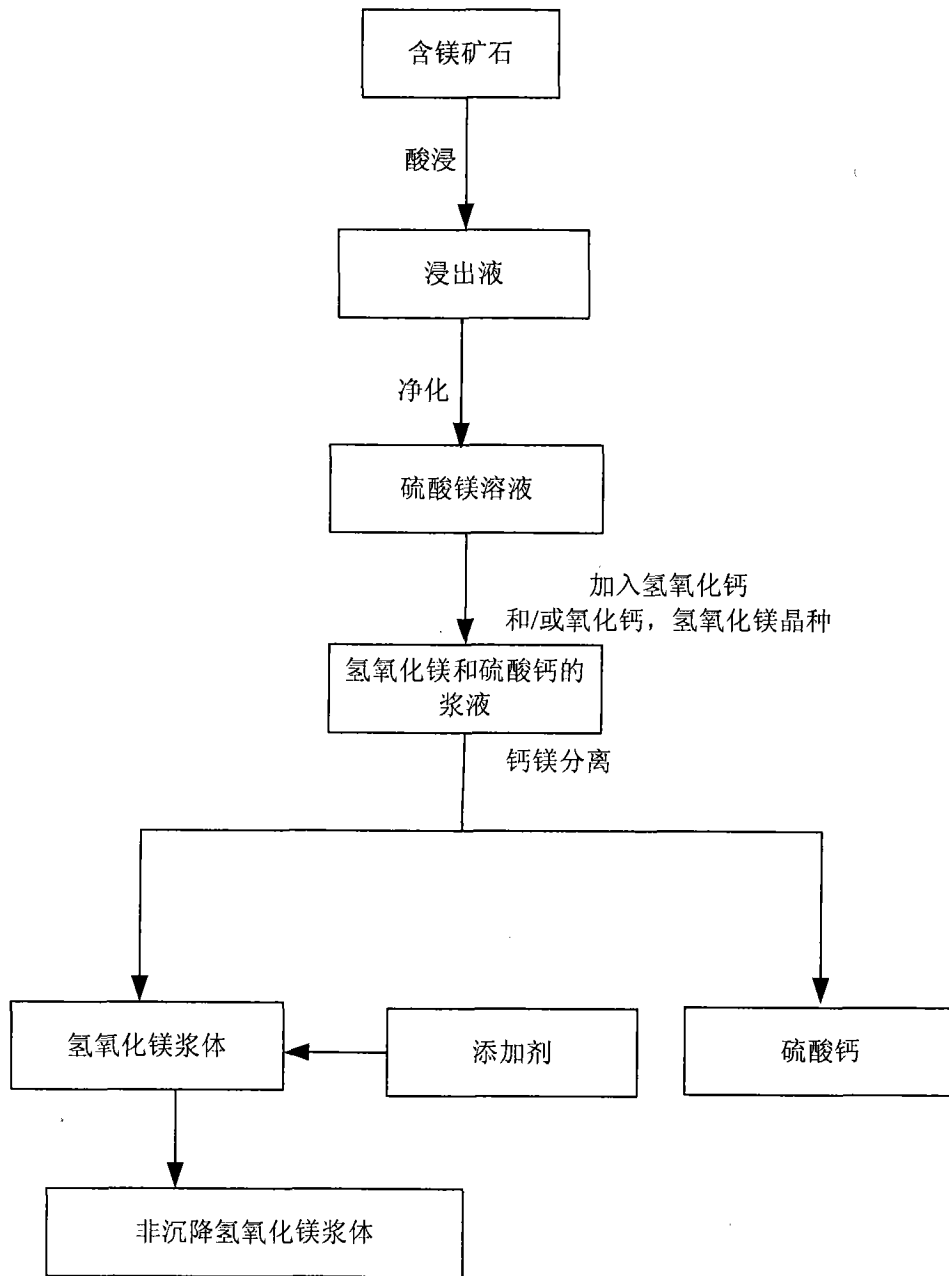 含镁矿石
酸浸
浸出液
净化
硫酸镁溶液
加入氢氧化钙
和/或氧化钙，氢氧化镁晶种
氢氧化镁和硫酸钙的
浆液
钙镁分离
氢氧化镁浆体
添加剂
硫酸钙
非沉降氢氧化镁浆体